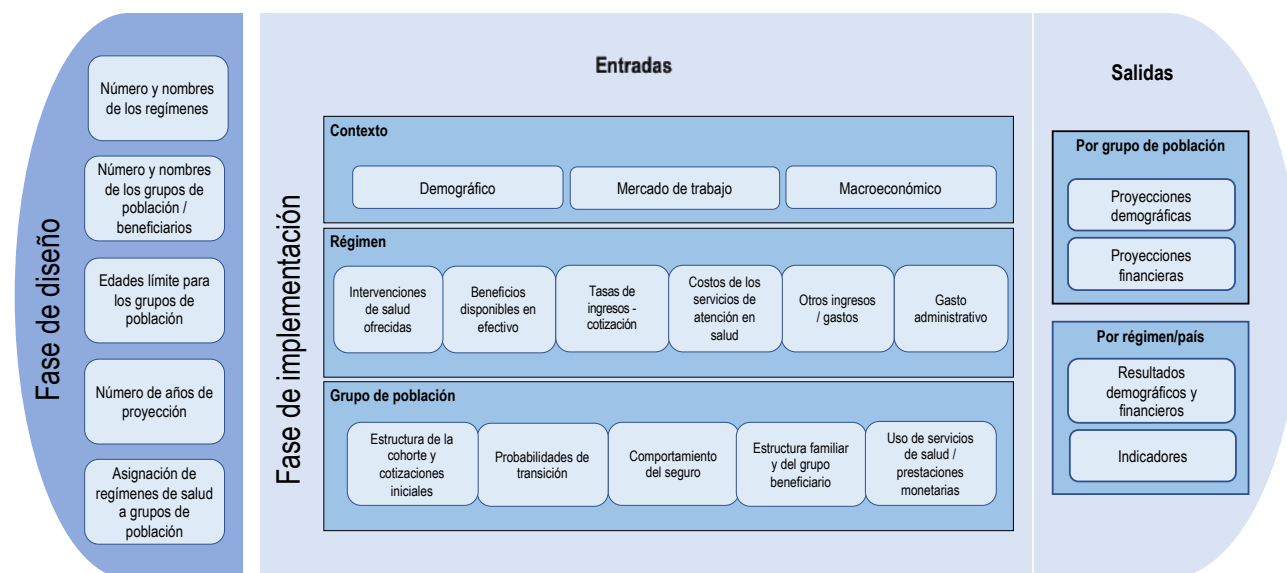 Fase de diseño
Número y nombres
de los regímenes
Número y nombres
de los grupos de
población /
beneficiarios
Edades límite para
los grupos de
población
Número de años de
proyección
Asignación de
regímenes de salud
a grupos de
población
Fase de implementación
Entradas
Contexto
Demográfico
Mercado de trabajo
Macroeconómico
Régimen
Intervenciones
de salud
ofrecidas
Beneficios
disponibles en
efectivo
Tasas de
ingresos -
cotización
Costos de los
servicios de
atención en
salud
Otros ingresos
/ gastos
Gasto
administrativo
Grupo de población
Estructura de la
cohorte y
cotizaciones
iniciales
Probabilidades de
transición
Comportamiento
del seguro
Estructura familiar
y del grupo
beneficiario
Uso de servicios
de salud /
prestaciones
monetarias
Salidas
Por grupo de población
Proyecciones
demográficas
Proyecciones
financieras
Por régimen/país
Resultados
demográficos y
financieros
Indicadores